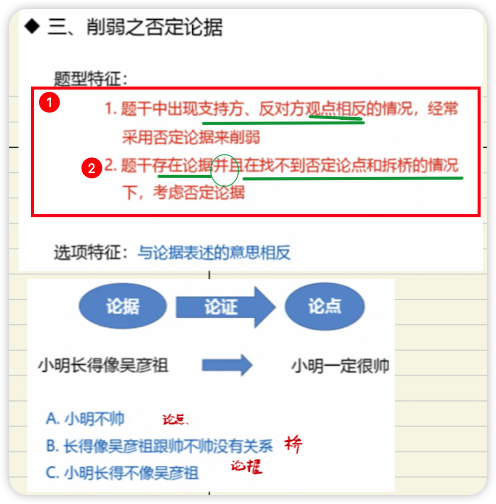 ◆ 三、削弱之否定论据
题型特征：
1
1. 题干中出现支持方、反对方观点相反的情况，经常
采用否定论据来削弱
2
2. 题干存在论据并且在找不到否定论点和拆桥的情况
下，考虑否定论据
选项特征：与论据表述的意思相反
论据 论证 论点
小明长得像吴彦祖 小明一定很帅
A. 小明不帅 论点
B. 长得像吴彦祖跟帅不帅没有关系 桥
C. 小明长得不像吴彦祖 论据